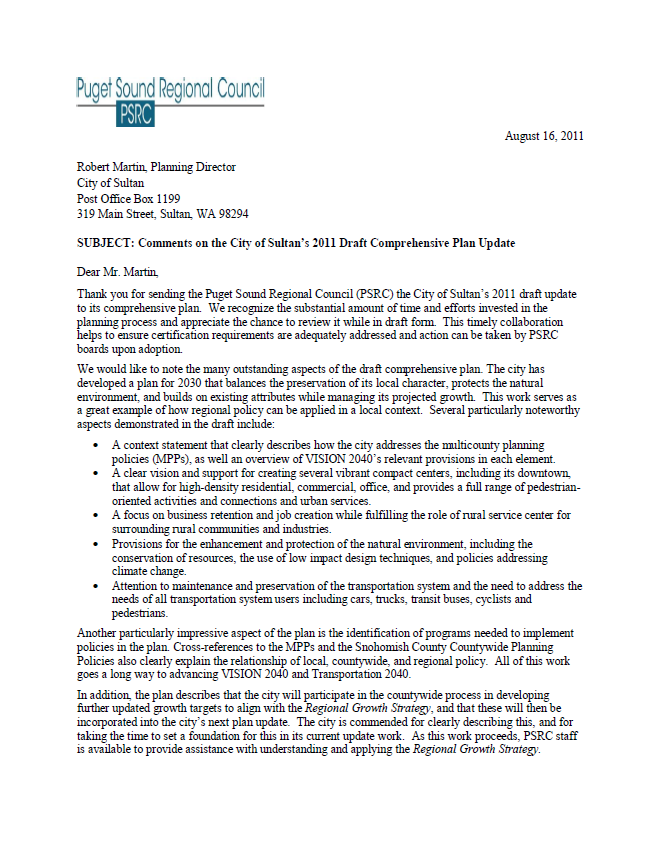 Puget Sound Regional Council
PSRC
August 16, 2011
Robert Martin, Planning Director
City of Sultan
Post Office Box 1199
319 Main Street, Sultan, WA 98294
SUBJECT: Comments on the City of Sultan's 2011 Draft Comprehensive Plan Update
Dear Mr. Martin,
Thank you for sending the Puget Sound Regional Council (PSRC) the City of Sultan's 2011 draft update
to its comprehensive plan. We recognize the substantial amount of time and efforts invested in the
planning process and appreciate the chance to review it while in draft form. This timely collaboration
helps to ensure certification requirements are adequately addressed and action can be taken by PSRC
boards upon adoption.
We would like to note the many outstanding aspects of the draft comprehensive plan. The city has
developed a plan for 2030 that balances the preservation of its local character, protects the natural
environment, and builds on existing attributes while managing its projected growth. This work serves as
a great example of how regional policy can be applied in a local context. Several particularly noteworthy
aspects demonstrated in the draft include:
• A context statement that clearly describes how the city addresses the multicounty planning
policies (MPPs), as well an overview of VISION 2040's relevant provisions in each element.
• A clear vision and support for creating several vibrant compact centers, including its downtown,
that allow for high-density residential, commercial, office, and provides a full range of pedestrian-
oriented activities and connections and urban services.
• A focus on business retention and job creation while fulfilling the role of rural service center for
surrounding rural communities and industries.
• Provisions for the enhancement and protection of the natural environment, including the
conservation of resources, the use of low impact design techniques, and policies addressing
climate change.
• Attention to maintenance and preservation of the transportation system and the need to address the
needs of all transportation system users including cars, trucks, transit buses, cyclists and
pedestrians.
Another particularly impressive aspect of the plan is the identification of programs needed to implement
policies in the plan. Cross-references to the MPPs and the Snohomish County Countywide Planning
Policies also clearly explain the relationship of local, countywide, and regional policy. All of this work
goes a long way to advancing VISION 2040 and Transportation 2040.
In addition, the plan describes that the city will participate in the countywide process in developing
further updated growth targets to align with the Regional Growth Strategy, and that these will then be
incorporated into the city's next plan update. The city is commended for clearly describing this, and for
taking the time to set a foundation for this in its current update work. As this work proceeds, PSRC staff
is available to provide assistance with understanding and applying the Regional Growth Strategy.